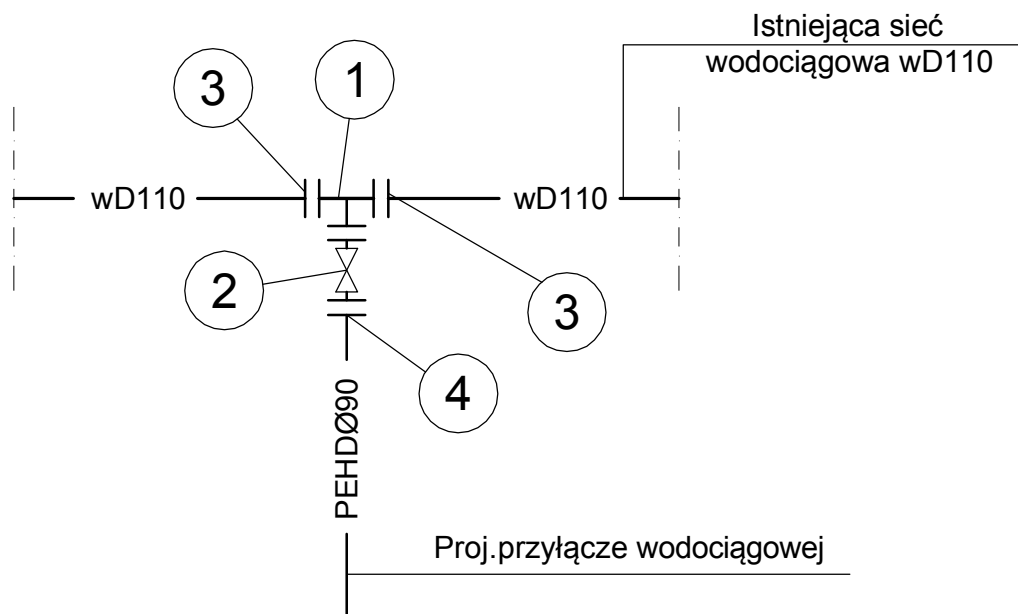 Istniejąca sieć
wodociągowa wD110
3
1
wD110
wD110
2
3
4
PEHDØ90
Proj.przyłącze wodociągowej